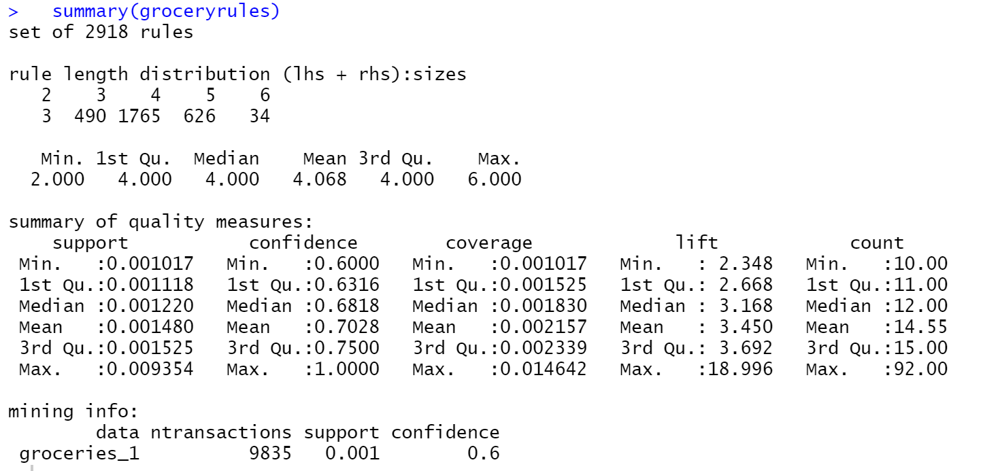 >   summary(groceryrules)
set of 2918 rules

rule length distribution (lhs + rhs):sizes
   2    3    4    5    6
   3  490 1765  626   34

   Min. 1st Qu.  Median    Mean 3rd Qu.    Max.
  2.000   4.000   4.000   4.068   4.000   6.000

summary of quality measures:
    support           confidence        coverage             lift            count
 Min.   :0.001017   Min.   :0.6000   Min.   :0.001017   Min.   : 2.348   Min.   :10.00
 1st Qu.:0.001118   1st Qu.:0.6316   1st Qu.:0.001525   1st Qu.: 2.668   1st Qu.:11.00
 Median :0.001220   Median :0.6818   Median :0.001830   Median : 3.168   Median :12.00
 Mean   :0.001480   Mean   :0.7028   Mean   :0.002157   Mean   : 3.450   Mean   :14.55
 3rd Qu.:0.001525   3rd Qu.:0.7500   3rd Qu.:0.002339   3rd Qu.: 3.692   3rd Qu.:15.00
 Max.   :0.009354   Max.   :1.0000   Max.   :0.014642   Max.   :18.996   Max.   :92.00

mining info:
        data ntransactions support confidence
 groceries_1          9835   0.001        0.6